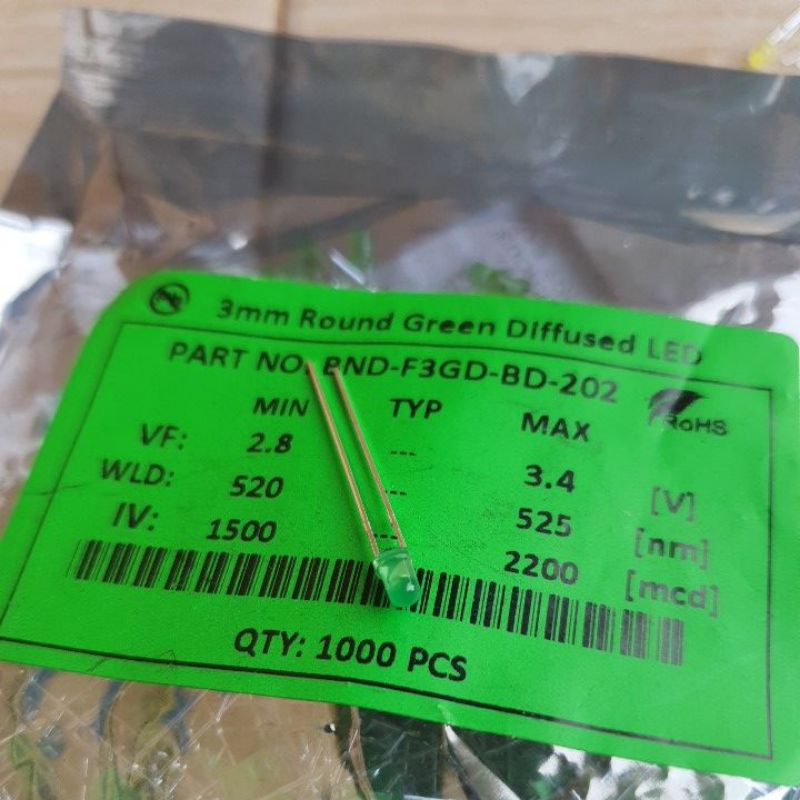 Pb
3mm Round Green Diffused LED
PART NO. BND-F3GD-BD-202
RoHS
MIN TYP MAX
VF: 2.8 --- 3.4 [V]
WLD: 520 --- 525 [nm]
IV: 1500 --- 2200 [mcd]
QTY: 1000 PCS